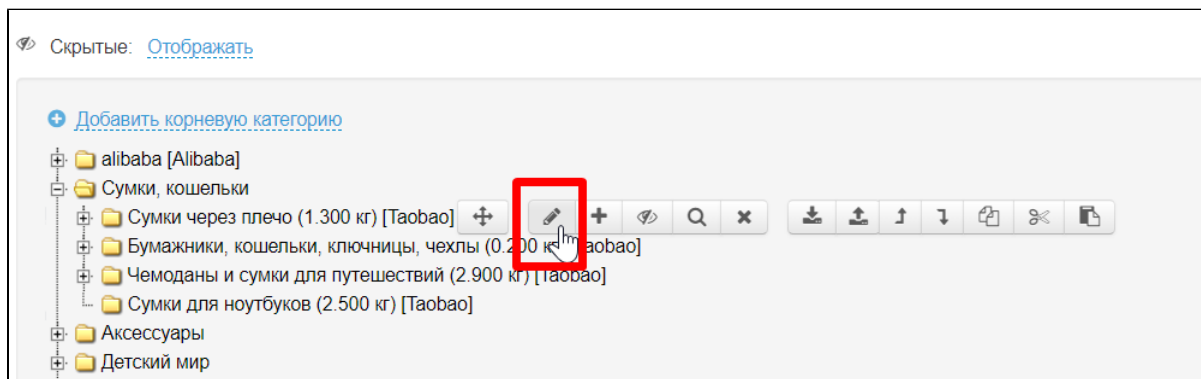 Скрытые: Отображать
Добавить корневую категорию
alibaba [Alibaba]
Сумки, кошельки
Сумки через плечо (1.300 кг) [Taobao]
Бумажники, кошельки, ключницы, чехлы (0.200 aobao]
Чемоданы и сумки для путешествий (2.900 кг) [Taobao]
Сумки для ноутбуков (2.500 кг) [Taobao]
Аксессуары
Детский мир